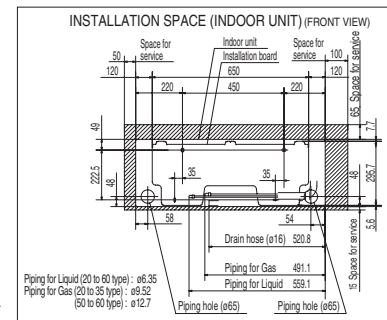 INSTALLATION SPACE (INDOOR UNIT) (FRONT VIEW)
50
Space for
service
Indoor unit
Installation board
Space for
service
100
120
650
120
220
450
220
65 Space for service
49
7.7
222.5
48
35
35
295.7
48
58
54
5.6
Drain hose (ø16) 520.8
15 Space for service
Piping for Gas 491.1
Piping for Liquid (20 to 60 type) : ø6.35
Piping for Liquid 559.1
Piping for Gas (20 to 35 type) : ø9.52
(50 to 60 type) : ø12.7
Piping hole (ø65)
Piping hole (ø65)